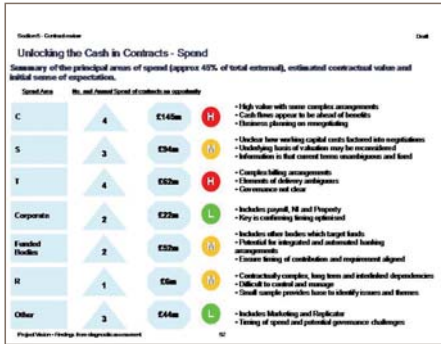 Section 5 - Contract review
Draft
Unlocking the Cash in Contracts - Spend
Summary of the principal areas of spend (approx 45% of total external), estimated contractual value and
initial sense of expectation.
Spend Area
No. and Annual Spend of contracts on opportunity
C
4
£145m
H
• High value with some complex arrangements
• Cash flows appear to be ahead of benefits
• Business planning on renegotiating
S
3
£94m
M
• Unclear how working capital costs factored into negotiations
• Underlying basis of valuation may be reconsidered
• Information is that current terms unambiguous and fixed
T
4
£62m
H
• Complex billing arrangements
• Elements of delivery ambiguous
• Governance not clear
Corporate
2
£22m
L
• Includes payroll, NI and Property
• Key is confirming timing optimised
Funded
Bodies
2
£52m
M
• Includes other bodies which target funds
• Potential for integrated and automated banking
arrangements
• Ensure timing of contribution and requirement aligned
R
1
£6m
M
• Contractually complex, long term and interlinked dependencies
• Difficult to control and manage
• Small sample provides base to identify issues and themes
Other
3
£44m
L
• Includes Marketing and Replicator
• Timing of speed and potential governance challenges
Project Vision - Findings from diagnostic assessment